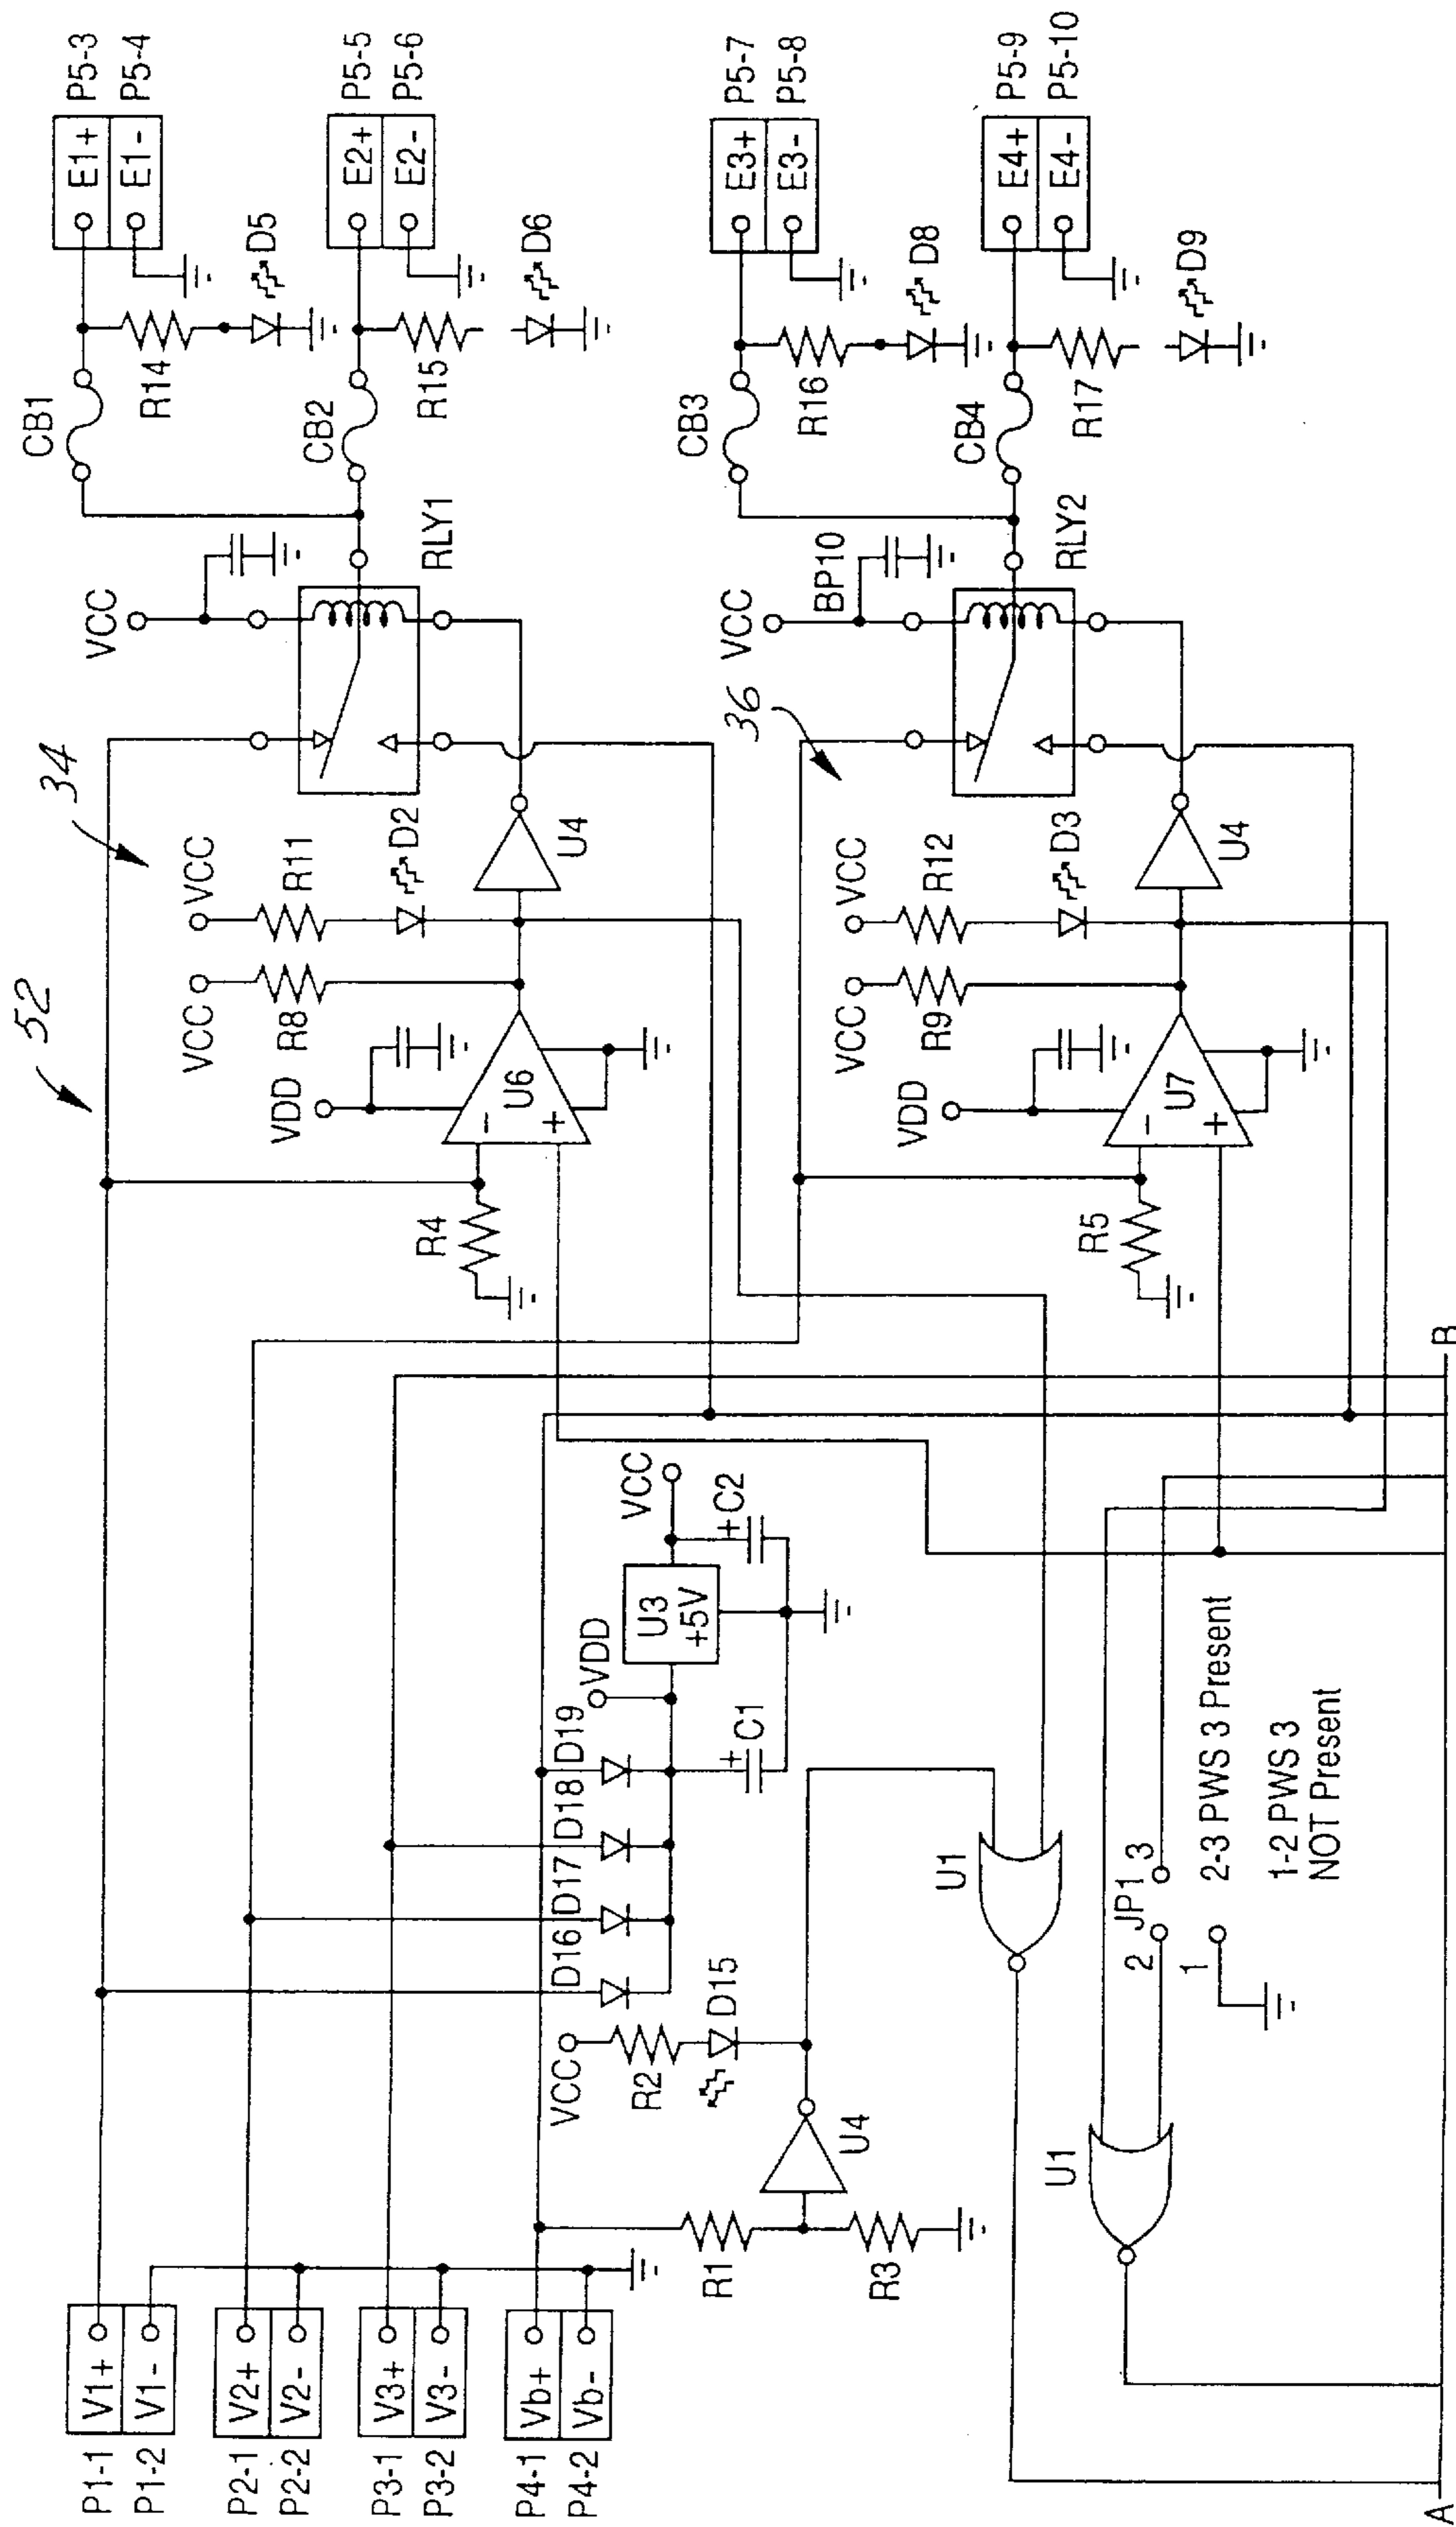 52
34
36
P1-1
V1+
P1-2
V1-
P2-1
V2+
P2-2
V2-
P3-1
V3+
P3-2
V3-
P4-1
Vb+
P4-2
Vb-
R1
R3
U4
VCC
R2
D15
D16
D17
D18
D19
VDD
+
C1
U3
+5V
VCC
+
C2
U1
U1
JP1
3
2
1
2-3 PWS 3 Present
1-2 PWS 3
NOT Present
A
B
R4
VDD
U6
-
+
VCC
R8
VCC
R11
D2
U4
VCC
RLY1
CB1
CB2
R14
D5
R15
D6
E1+
P5-3
E1-
P5-4
E2+
P5-5
E2-
P5-6
R5
VDD
U7
-
+
VCC
R9
VCC
R12
D3
U4
VCC
BP10
RLY2
CB3
CB4
R16
D8
R17
D9
E3+
P5-7
E3-
P5-8
E4+
P5-9
E4-
P5-10